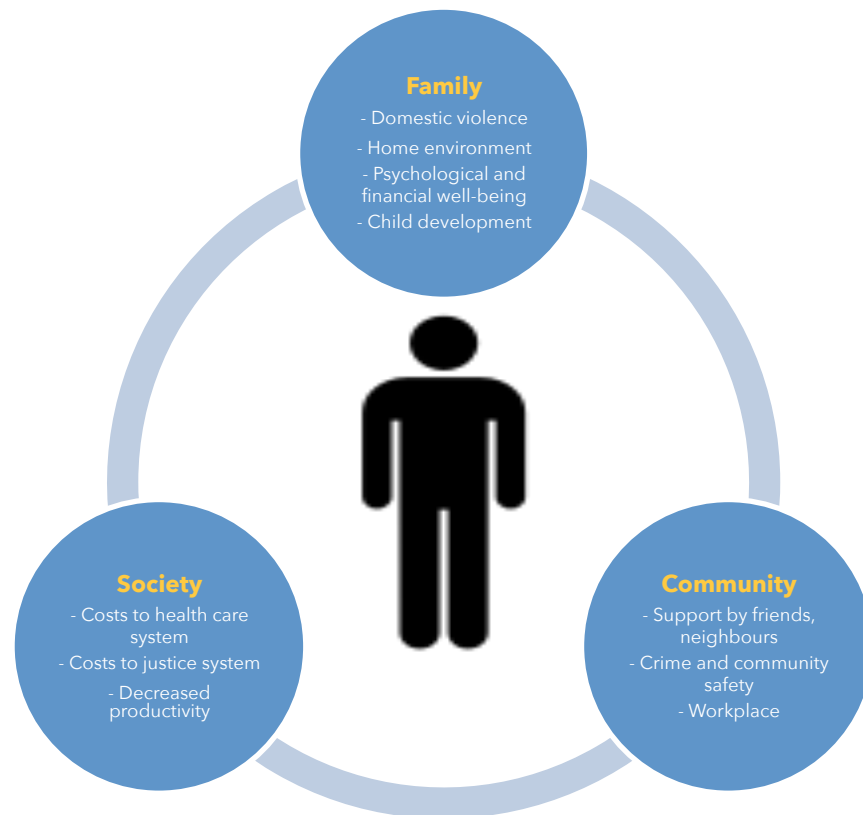 Family
- Domestic violence
- Home environment
- Psychological and
financial well-being
- Child development
Society
- Costs to health care
system
- Costs to justice system
- Decreased
productivity
Community
- Support by friends,
neighbours
- Crime and community
safety
- Workplace